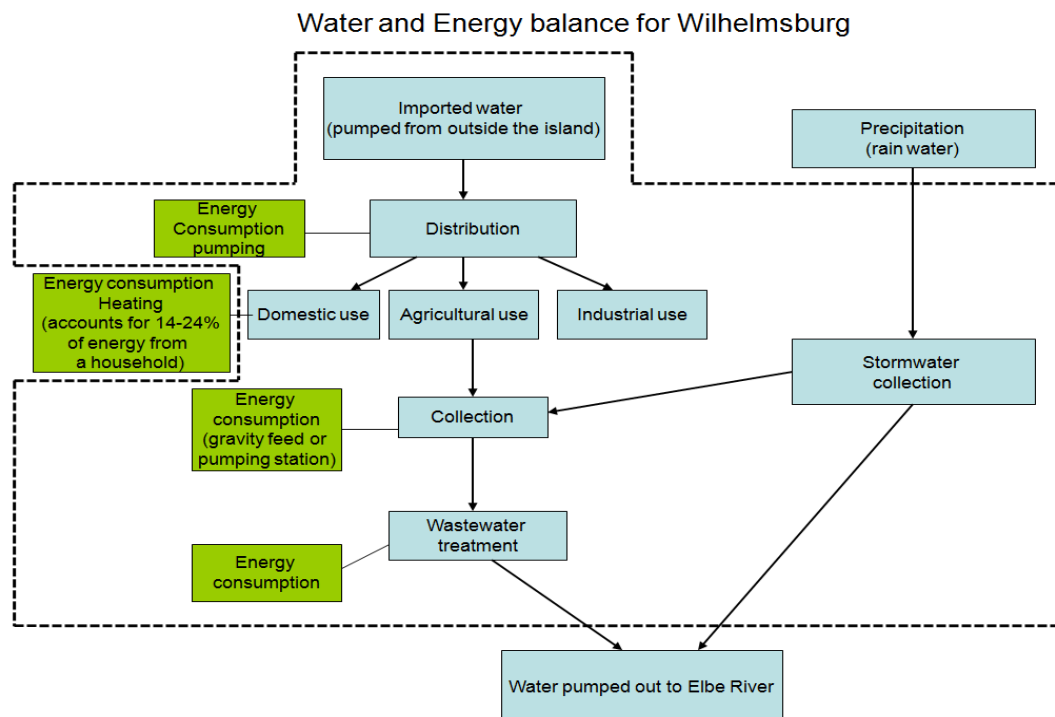 Water and Energy balance for Wilhelmsburg
Imported water
(pumped from outside the island)
Precipitation
(rain water)
Energy
Consumption
pumping
Distribution
Energy consumption
Heating
(accounts for 14-24%
of energy from
a household)
Domestic use
Agricultural use
Industrial use
Stormwater
collection
Energy
consumption
(gravity feed or
pumping station)
Collection
Wastewater
treatment
Energy
consumption
Water pumped out to Elbe River